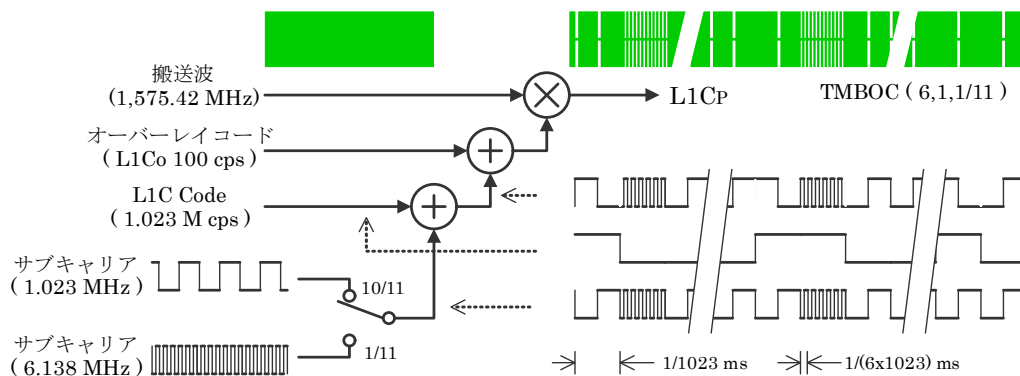 搬送波
(1,575.42 MHz)
L1CP
TMBOC ( 6,1,1/11 )
オーバーレイコード
( L1Co 100 cps )
L1C Code
( 1.023 M cps )
サブキャリア
( 1.023 MHz )
10/11
サブキャリア
( 6.138 MHz )
1/11
1/1023 ms
1/(6x1023) ms